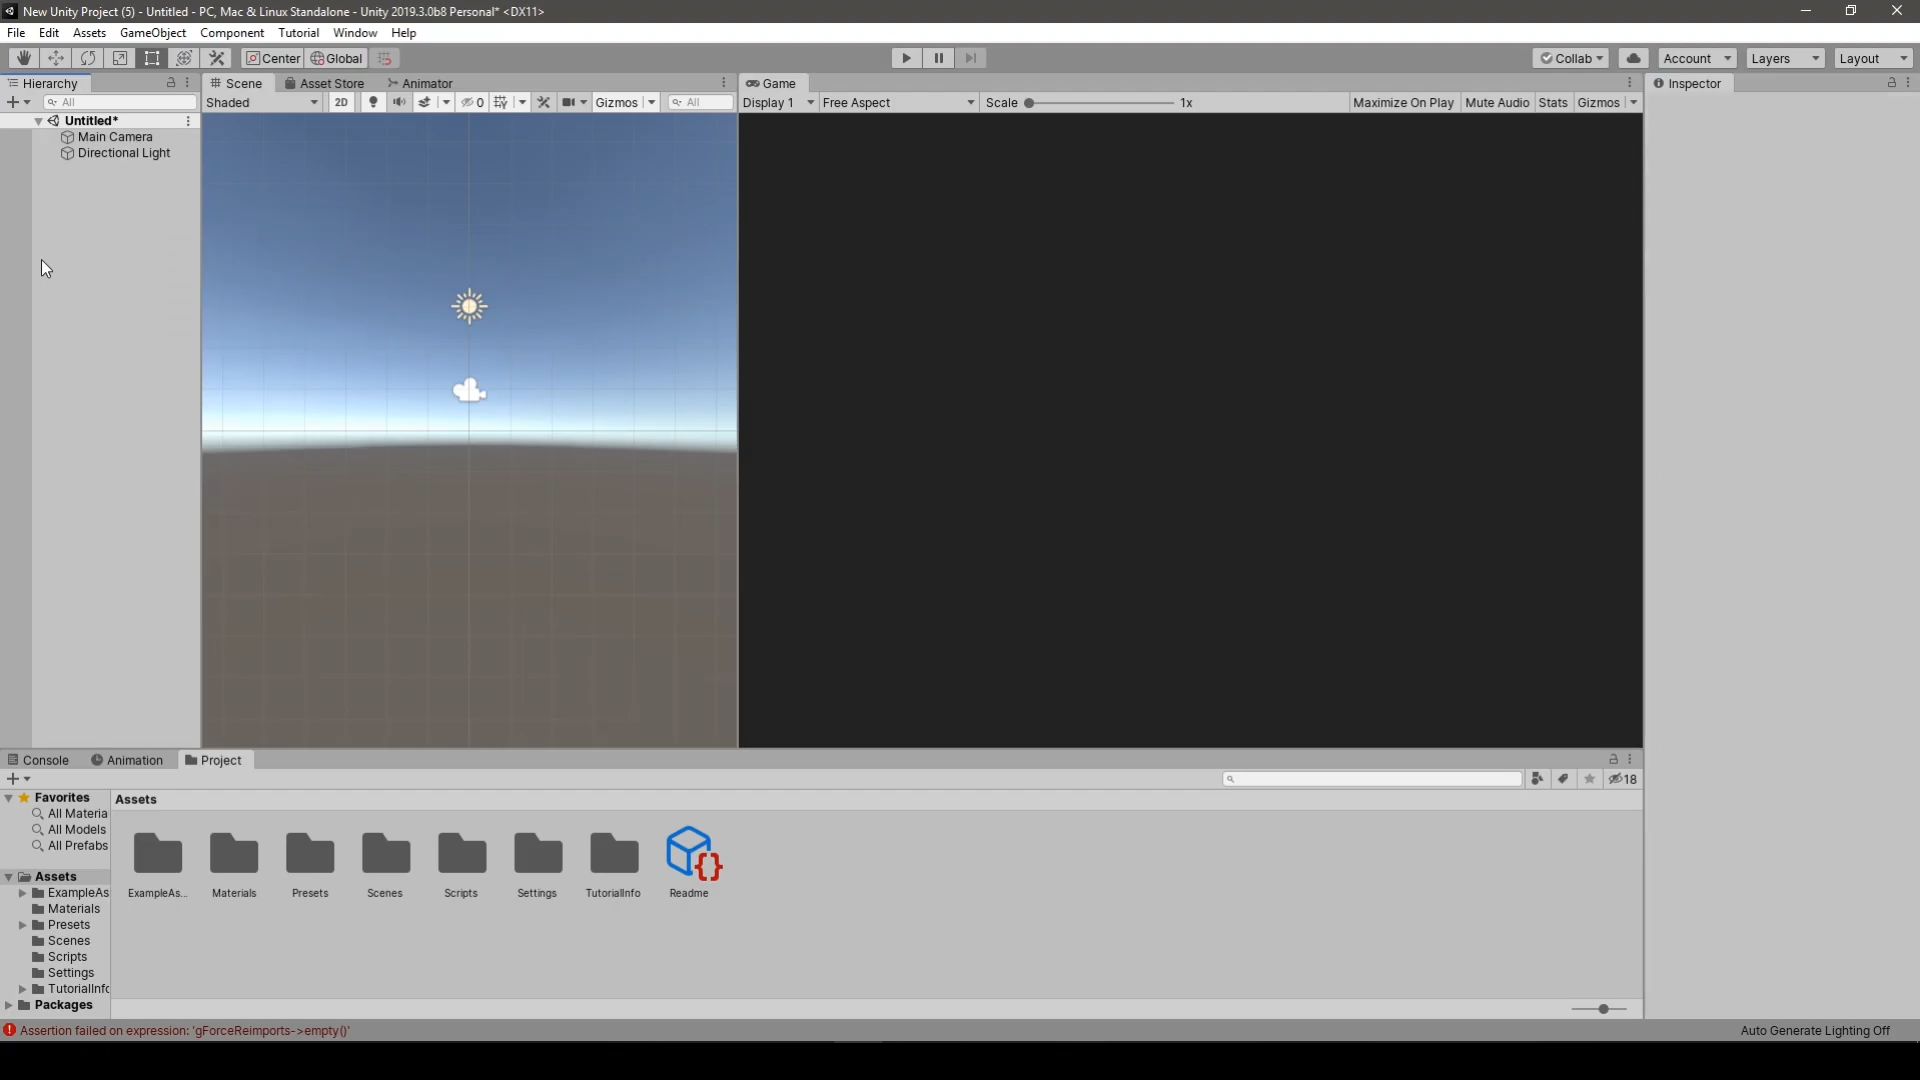 New Unity Project (5) - Untitled - PC, Mac & Linux Standalone - Unity 2019.3.0b8 Personal* <DX11>
File Edit Assets GameObject Component Tutorial Window Help
Center Global Collab Account Layers Layout
Hierarchy
All
Untitled*
Main Camera
Directional Light
Scene Asset Store Animator
Shaded 2D 0 Gizmos All
Game
Display 1 Free Aspect Scale 1x Maximize On Play Mute Audio Stats Gizmos
Inspector
Console Animation Project
18
Favorites
All Materia
All Models
All Prefabs
Assets
ExampleAs
Materials
Presets
Scenes
Scripts
Settings
TutorialInfo
Packages
Assets
ExampleAs... Materials Presets Scenes Scripts Settings TutorialInfo Readme
Assertion failed on expression: 'gForceReimports->empty()'
Auto Generate Lighting Off